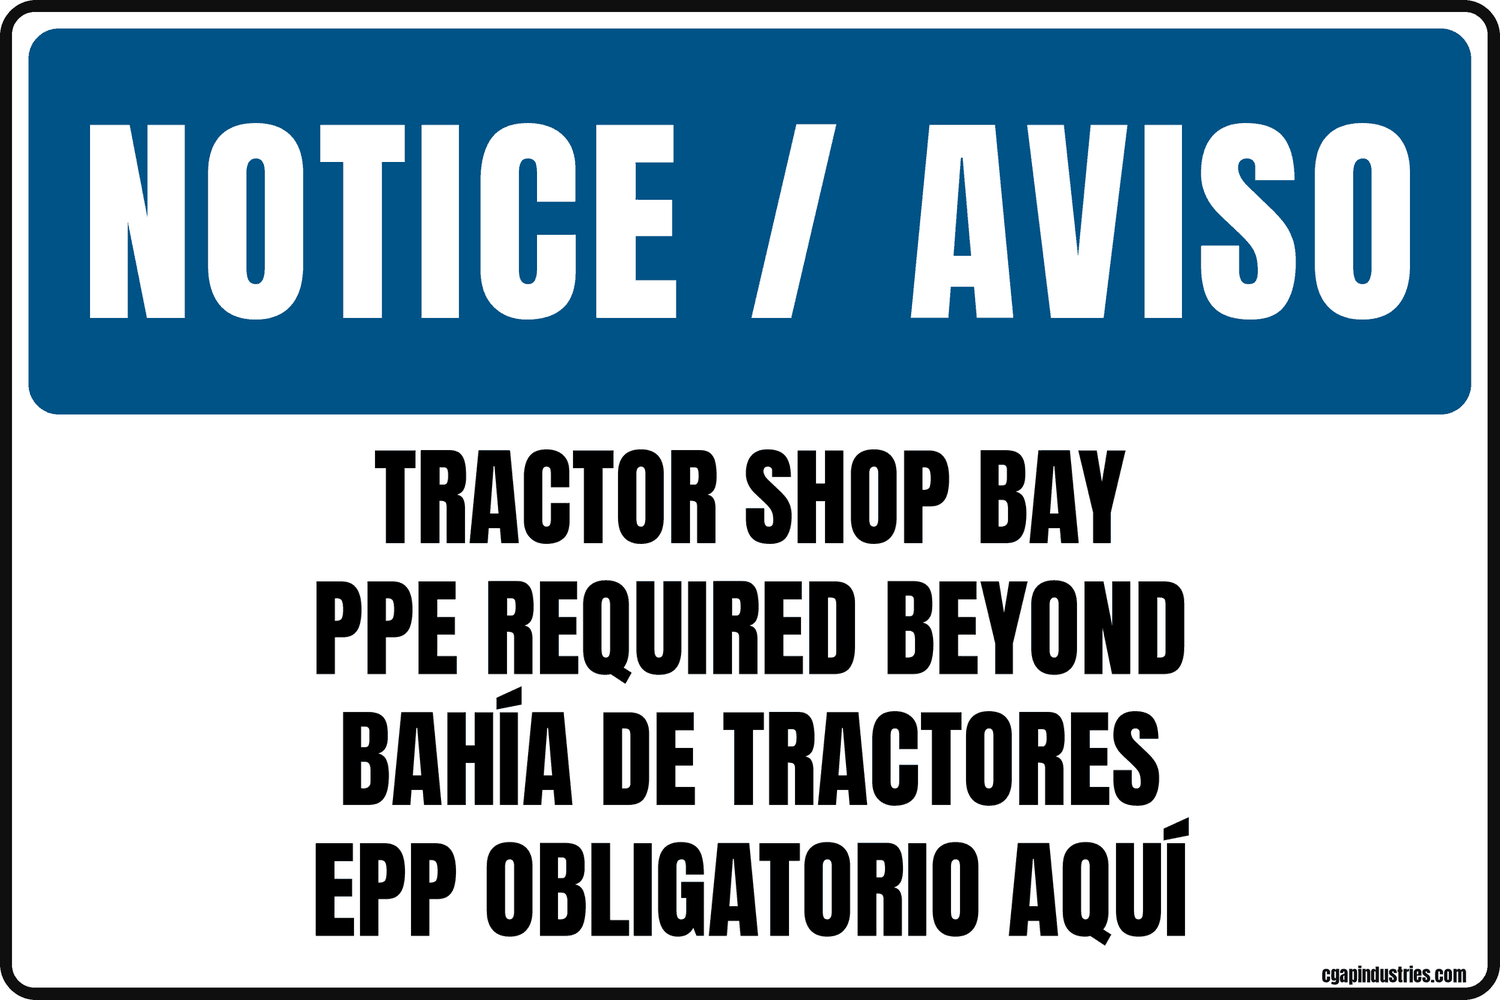 NOTICE / AVISO
TRACTOR SHOP BAY
PPE REQUIRED BEYOND
BAHÍA DE TRACTORES
EPP OBLIGATORIO AQUÍ
cgapindustries.com